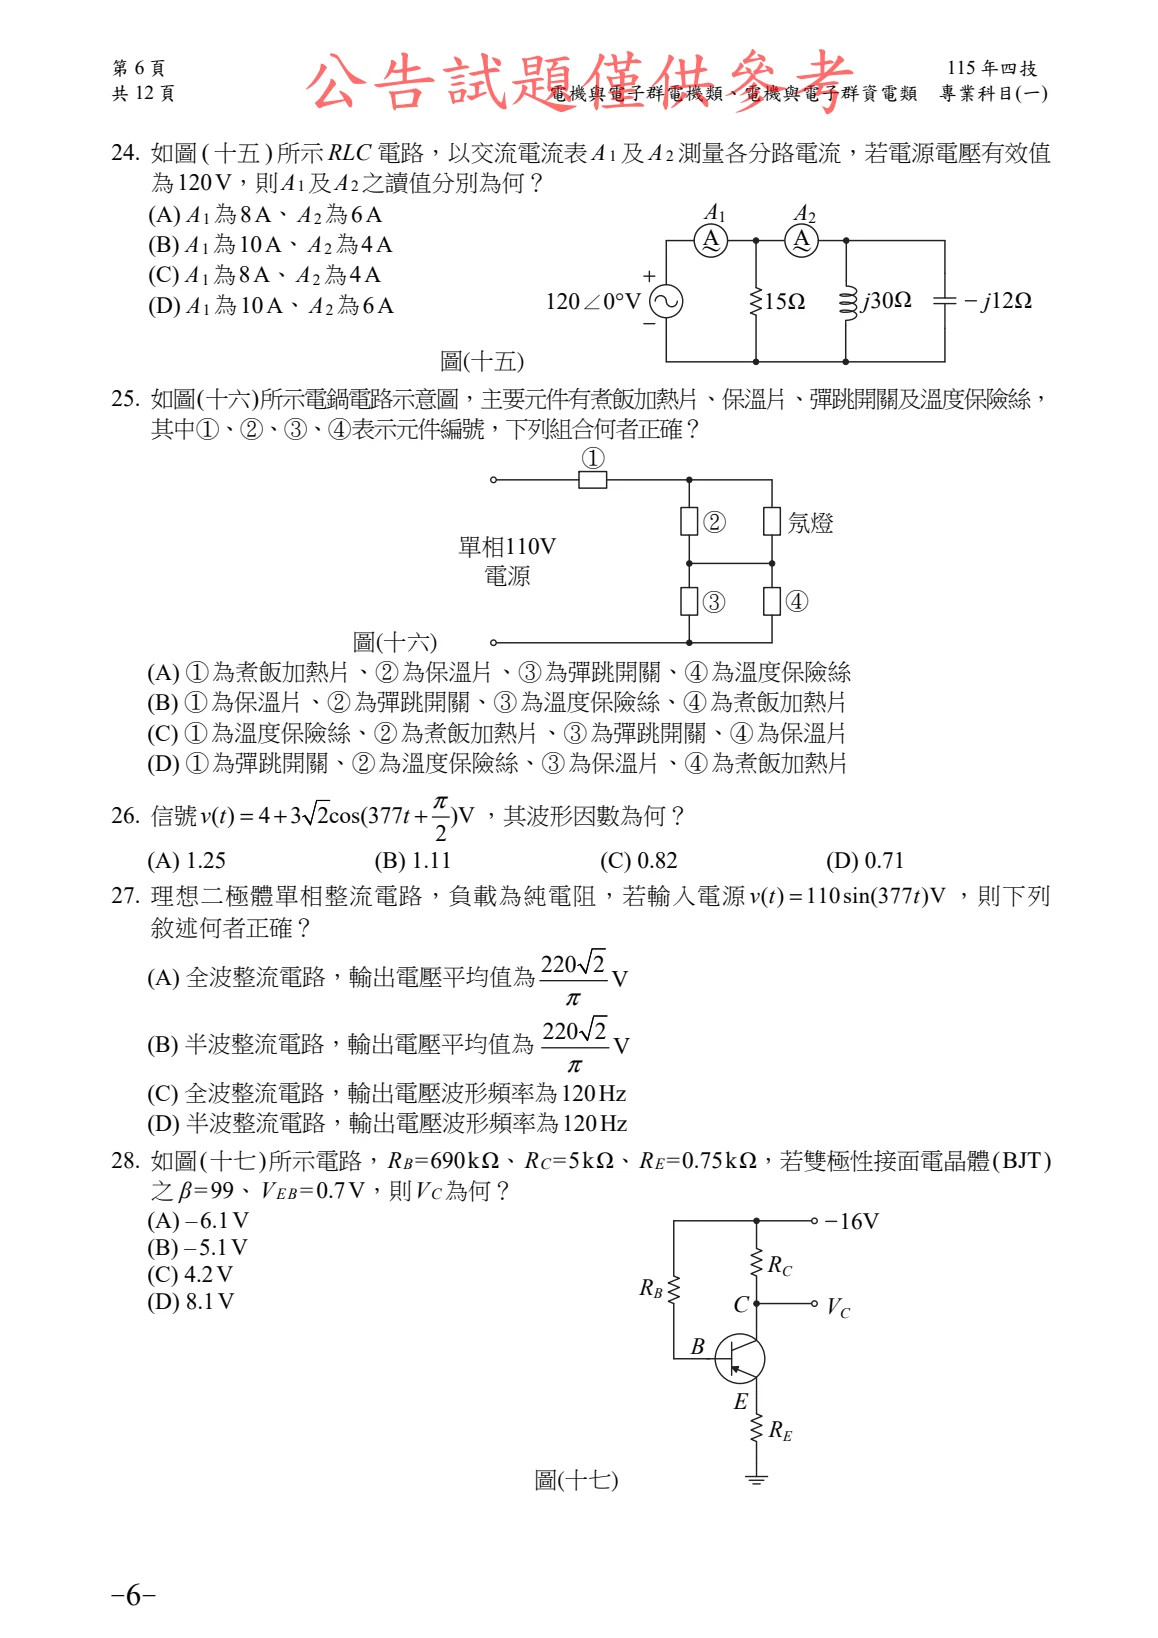 第 6 頁
共 12 頁
公告試題僅供參考
115 年四技
電機與電子群電機類、電機與電子群資電類 專業科目(一)
24. 如圖(十五)所示 RLC 電路，以交流電流表 A1 及 A2 測量各分路電流，若電源電壓有效值
為 120V，則 A1 及 A2 之讀值分別為何？
(A) A1 為 8A、A2 為 6A
(B) A1 為 10A、A2 為 4A
(C) A1 為 8A、A2 為 4A
(D) A1 為 10A、A2 為 6A
A1
A2
A
A
+
120∠0°V
−
15Ω
j30Ω
−j12Ω
圖(十五)
25. 如圖(十六)所示電鍋電路示意圖，主要元件有煮飯加熱片、保溫片、彈跳開關及溫度保險絲，
其中①、②、③、④表示元件編號，下列組合何者正確？
①
②
氖燈
單相110V
電源
③
④
圖(十六)
(A) ①為煮飯加熱片、②為保溫片、③為彈跳開關、④為溫度保險絲
(B) ①為保溫片、②為彈跳開關、③為溫度保險絲、④為煮飯加熱片
(C) ①為溫度保險絲、②為煮飯加熱片、③為彈跳開關、④為保溫片
(D) ①為彈跳開關、②為溫度保險絲、③為保溫片、④為煮飯加熱片
26. 信號 v(t) = 4+3√2cos(377t+π/2)V，其波形因數為何？
(A) 1.25 (B) 1.11 (C) 0.82 (D) 0.71
27. 理想二極體單相整流電路，負載為純電阻，若輸入電源 v(t) =110sin(377t)V，則下列
敘述何者正確？
(A) 全波整流電路，輸出電壓平均值為 220√2/π V
(B) 半波整流電路，輸出電壓平均值為 220√2/π V
(C) 全波整流電路，輸出電壓波形頻率為 120Hz
(D) 半波整流電路，輸出電壓波形頻率為 120Hz
28. 如圖(十七)所示電路，RB=690kΩ、RC=5kΩ、RE=0.75kΩ，若雙極性接面電晶體(BJT)
之 β=99、VEB=0.7V，則 VC 為何？
(A) –6.1V
(B) –5.1V
(C) 4.2V
(D) 8.1V
−16V
RC
RB
C
VC
B
E
RE
圖(十七)
−6−